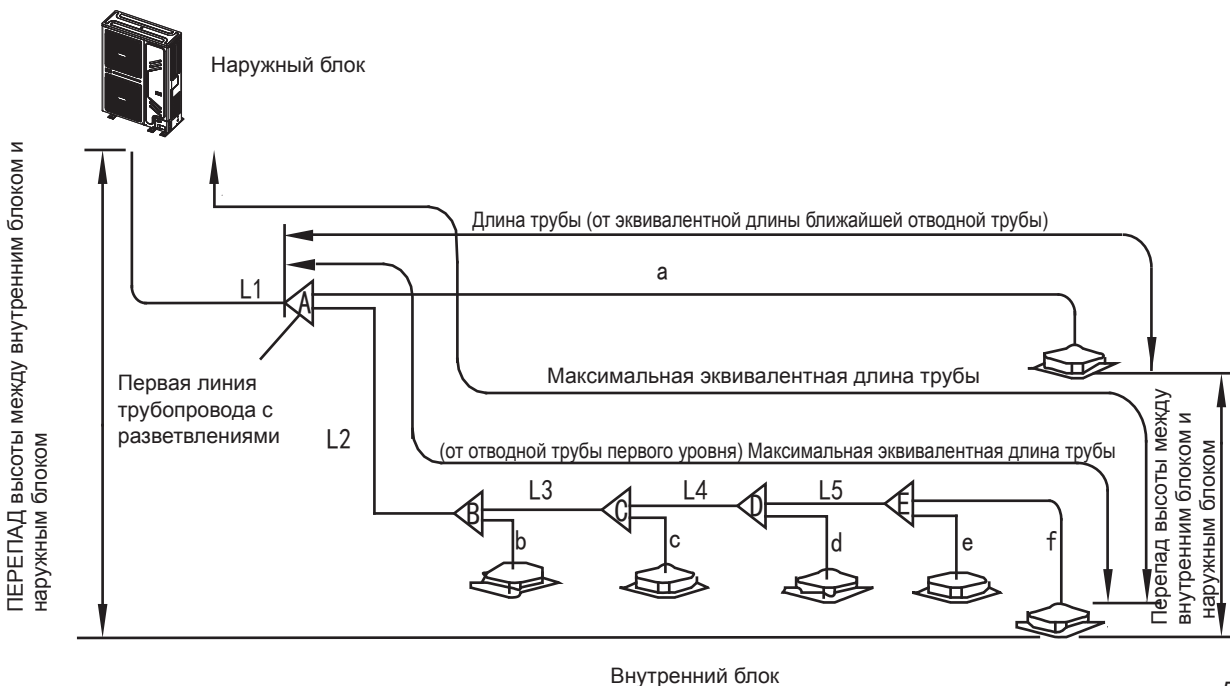 Наружный блок
ПЕРЕПАД высоты между внутренним блоком и
наружным блоком
Длина трубы (от эквивалентной длины ближайшей отводной трубы)
a
L1
A
Первая линия
трубопровода с
разветвлениями
Максимальная эквивалентная длина трубы
L2
(от отводной трубы первого уровня) Максимальная эквивалентная длина трубы
L3
L4
L5
B
C
D
E
b
c
d
e
f
Перепад высоты между
внутренним блоком и
наружным блоком
Внутренний блок